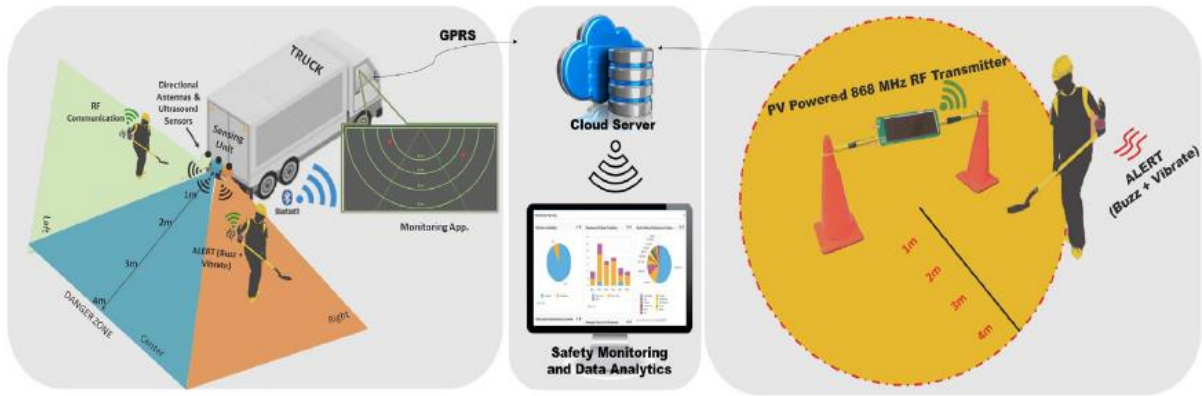 TRUCK
Directional
Antennas &
Ultrasound
Sensors
RF
Communication
Sensing
Unit
1m
2m
3m
4m
Left
Center
Right
DANGER ZONE
ALERT (Buzz +
Vibrate)
Bluetooth
Monitoring App.
GPRS
Cloud Server
Safety Monitoring
and Data Analytics
PV Powered 868 MHz RF Transmitter
ALERT
(Buzz + Vibrate)
1m
2m
3m
4m